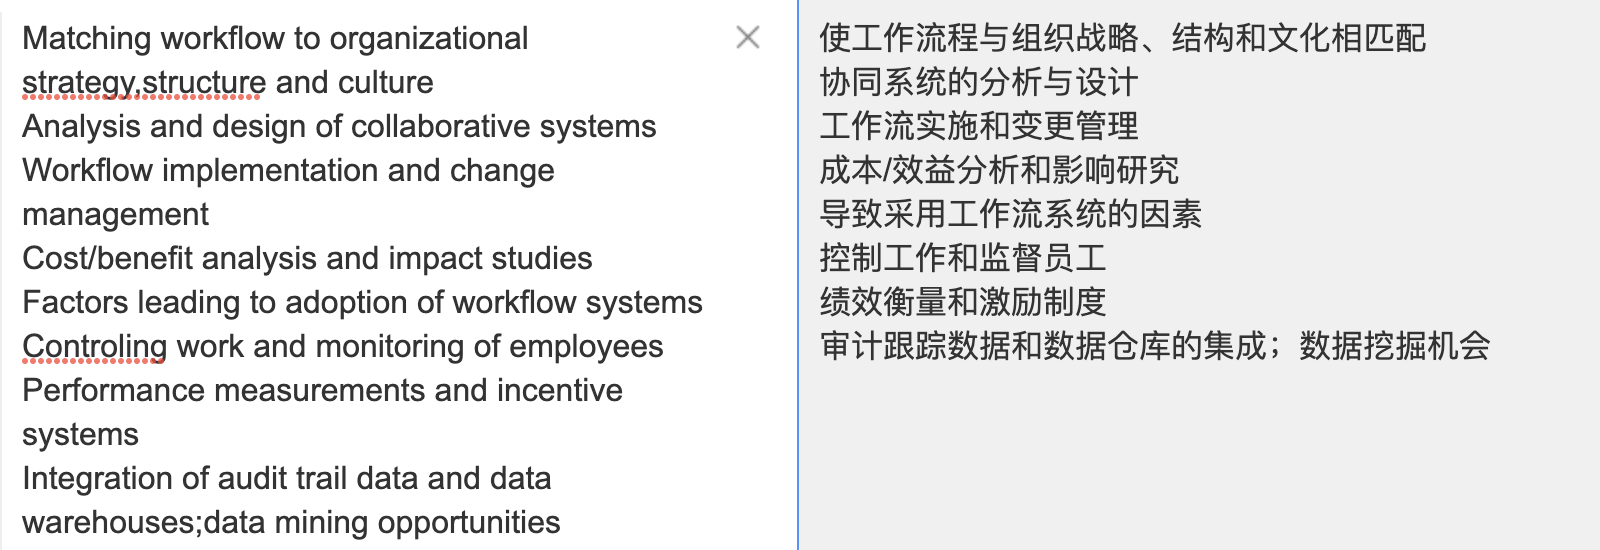 Matching workflow to organizational
strategy,structure and culture
Analysis and design of collaborative systems
Workflow implementation and change
management
Cost/benefit analysis and impact studies
Factors leading to adoption of workflow systems
Controling work and monitoring of employees
Performance measurements and incentive
systems
Integration of audit trail data and data
warehouses;data mining opportunities
使工作流程与组织战略、结构和文化相匹配
协同系统的分析与设计
工作流实施和变更管理
成本/效益分析和影响研究
导致采用工作流系统的因素
控制工作和监督员工
绩效衡量和激励制度
审计跟踪数据和数据仓库的集成；数据挖掘机会